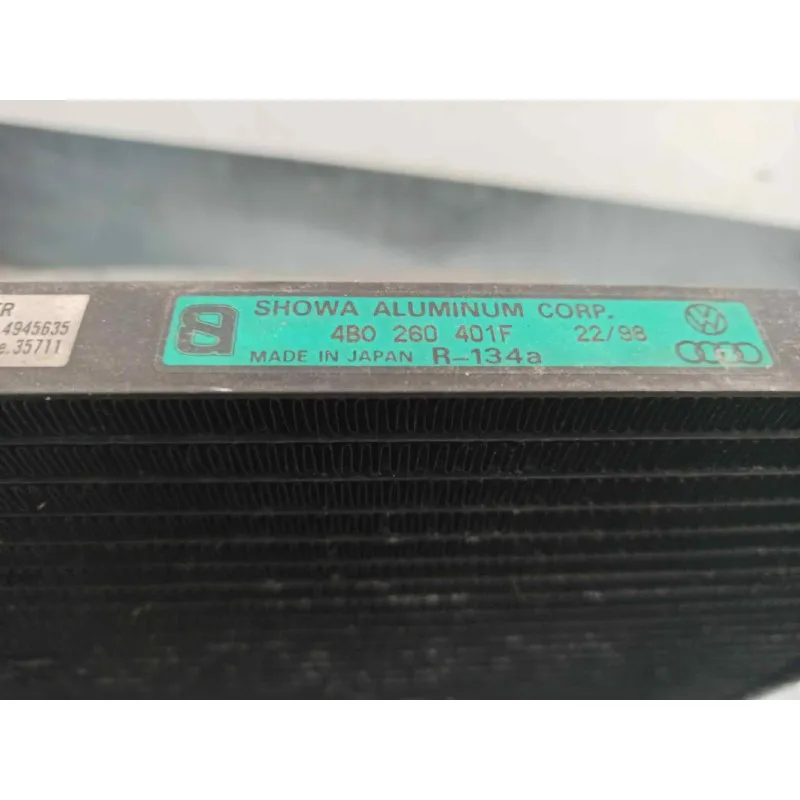 4945635
35711
SHOWA ALUMINUM CORP.
4B0 260 401F 22/98
MADE IN JAPAN R-134a